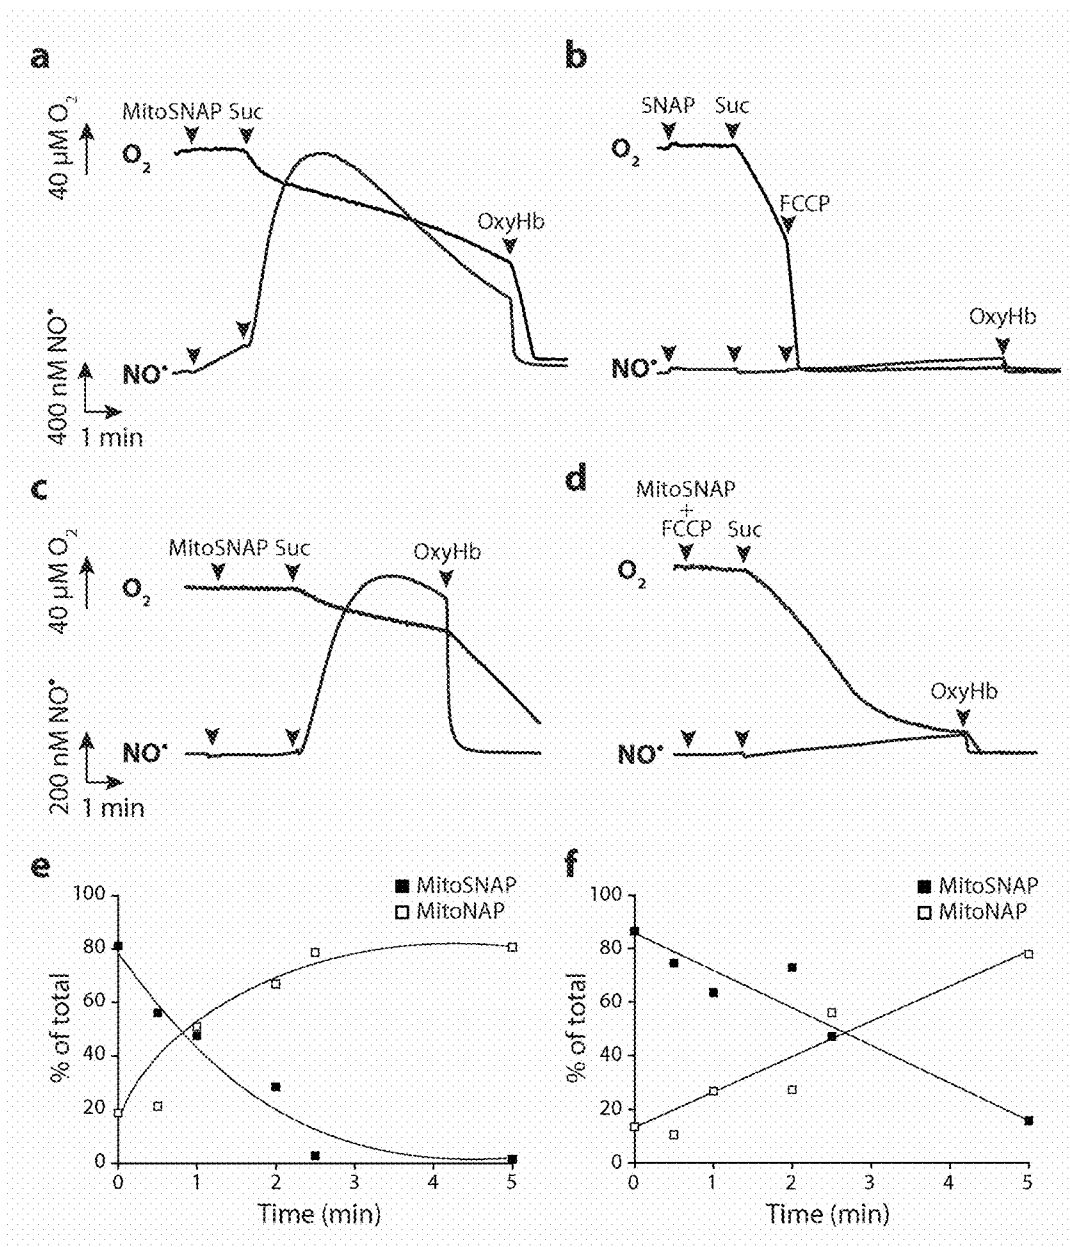 a
40 µM O₂
MitoSNAP Suc
O₂
OxyHb
400 nM NO•
NO•
1 min
b
SNAP Suc
O₂
FCCP
OxyHb
NO•
c
40 µM O₂
MitoSNAP Suc
OxyHb
O₂
200 nM NO•
NO•
1 min
d
MitoSNAP
+
FCCP Suc
O₂
OxyHb
NO•
e
MitoSNAP
MitoNAP
100
80
60
40
20
0
% of total
0 1 2 3 4 5
Time (min)
f
MitoSNAP
MitoNAP
100
80
60
40
20
0
% of total
0 1 2 3 4 5
Time (min)